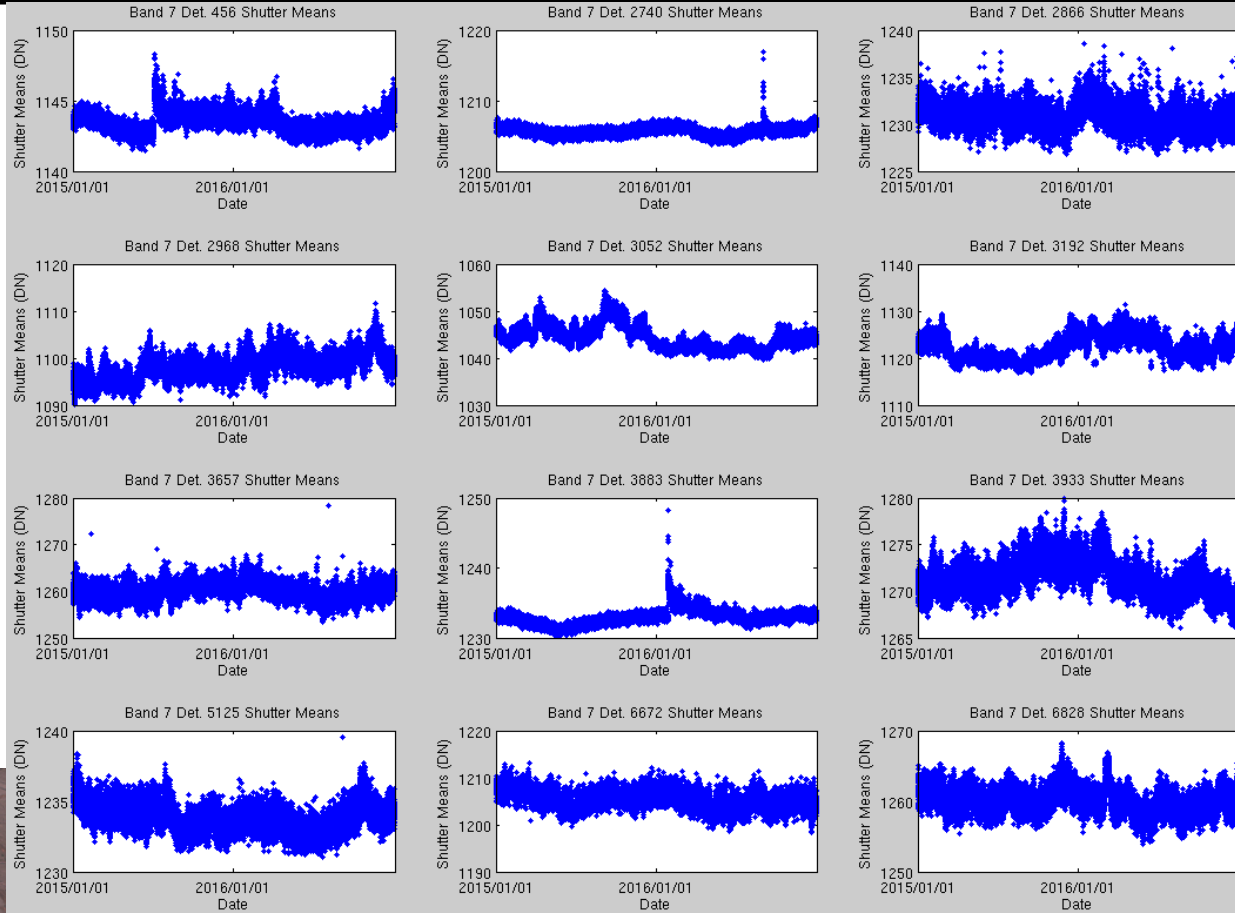 Band 7 Det. 456 Shutter Means
1150
1145
1140
Shutter Means (DN)
2015/01/01
2016/01/01
Date
Band 7 Det. 2740 Shutter Means
1220
1210
1200
Shutter Means (DN)
2015/01/01
2016/01/01
Date
Band 7 Det. 2866 Shutter Means
1240
1235
1230
1225
Shutter Means (DN)
2015/01/01
2016/01/01
Date
Band 7 Det. 2968 Shutter Means
1120
1110
1100
1090
Shutter Means (DN)
2015/01/01
2016/01/01
Date
Band 7 Det. 3052 Shutter Means
1060
1050
1040
1030
Shutter Means (DN)
2015/01/01
2016/01/01
Date
Band 7 Det. 3192 Shutter Means
1140
1130
1120
1110
Shutter Means (DN)
2015/01/01
2016/01/01
Date
Band 7 Det. 3657 Shutter Means
1280
1270
1260
1250
Shutter Means (DN)
2015/01/01
2016/01/01
Date
Band 7 Det. 3883 Shutter Means
1250
1240
1230
Shutter Means (DN)
2015/01/01
2016/01/01
Date
Band 7 Det. 3933 Shutter Means
1280
1275
1270
1265
Shutter Means (DN)
2015/01/01
2016/01/01
Date
Band 7 Det. 5125 Shutter Means
1240
1235
1230
Shutter Means (DN)
2015/01/01
2016/01/01
Date
Band 7 Det. 6672 Shutter Means
1220
1210
1200
1190
Shutter Means (DN)
2015/01/01
2016/01/01
Date
Band 7 Det. 6828 Shutter Means
1270
1260
1250
Shutter Means (DN)
2015/01/01
2016/01/01
Date